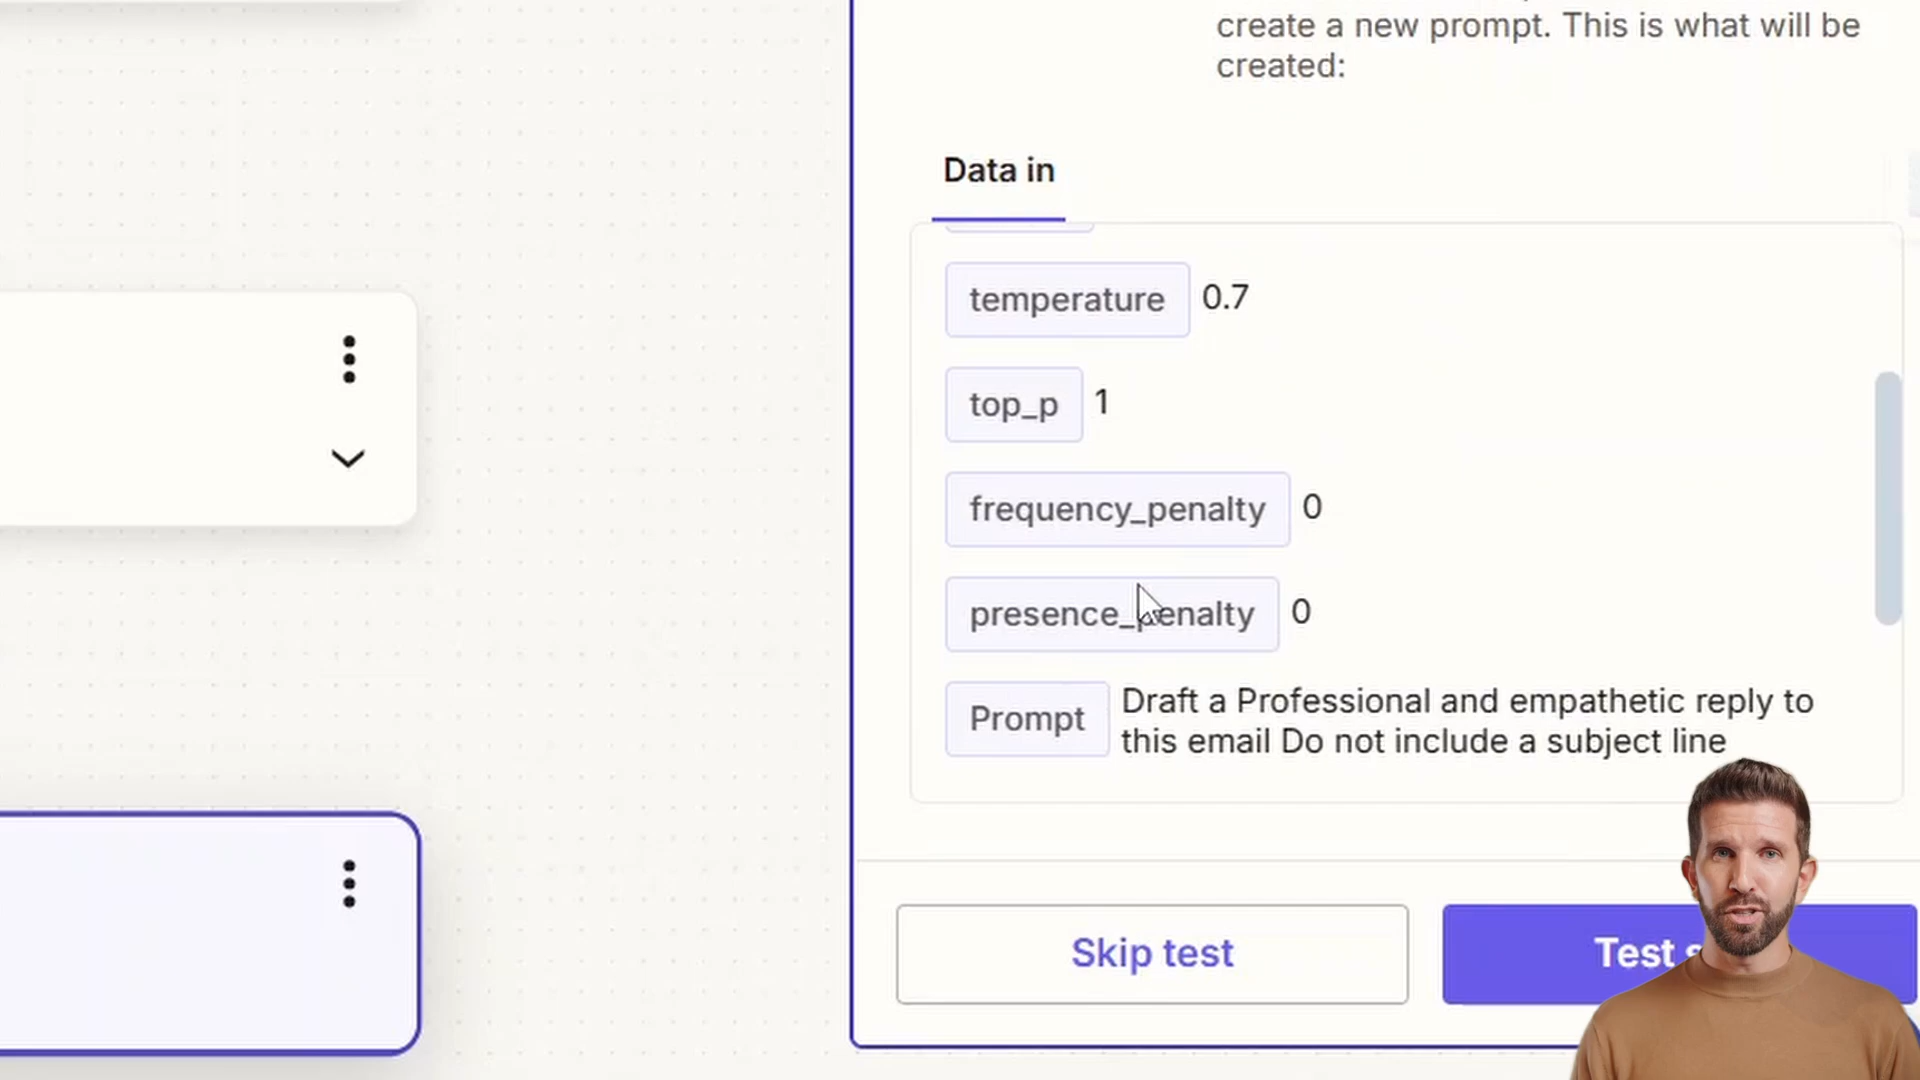 create a new prompt. This is what will be
created:
Data in
temperature 0.7
top_p 1
frequency_penalty 0
presence_penalty 0
Prompt Draft a Professional and empathetic reply to
this email Do not include a subject line
Skip test
Test